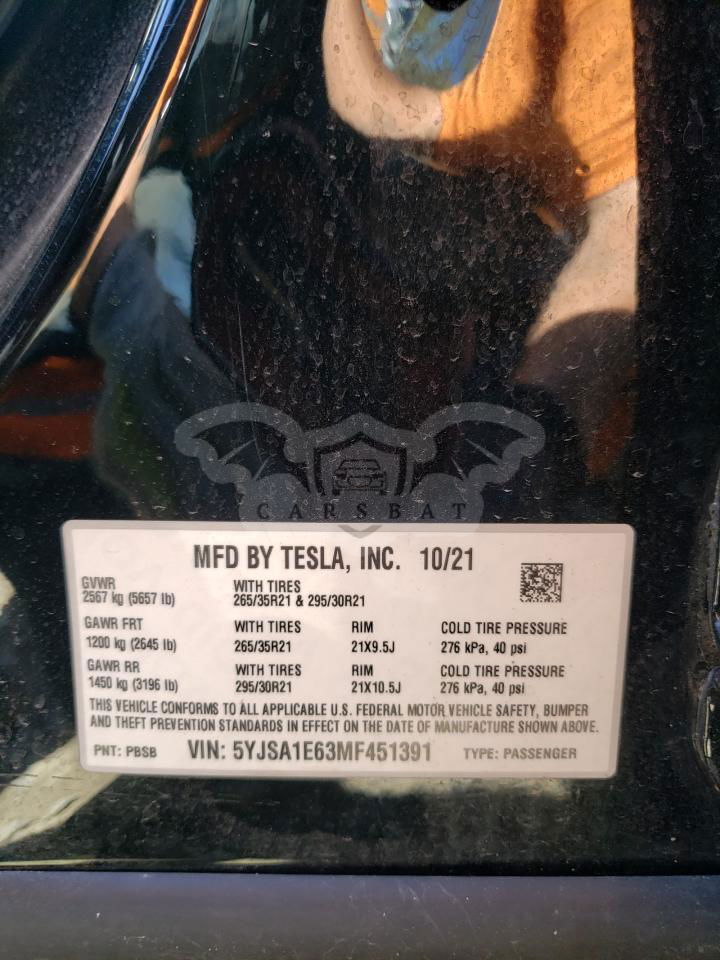 CARSBAT
MFD BY TESLA, INC. 10/21
GVWR
2567 kg (5657 lb)
WITH TIRES
265/35R21 & 295/30R21
GAWR FRT
1200 kg (2645 lb)
WITH TIRES
265/35R21
RIM
21X9.5J
COLD TIRE PRESSURE
276 kPa, 40 psi
GAWR RR
1450 kg (3196 lb)
WITH TIRES
295/30R21
RIM
21X10.5J
COLD TIRE PRESSURE
276 kPa, 40 psi
THIS VEHICLE CONFORMS TO ALL APPLICABLE U.S. FEDERAL MOTOR VEHICLE SAFETY, BUMPER
AND THEFT PREVENTION STANDARDS IN EFFECT ON THE DATE OF MANUFACTURE SHOWN ABOVE.
PNT: PBSB VIN: 5YJSA1E63MF451391 TYPE: PASSENGER